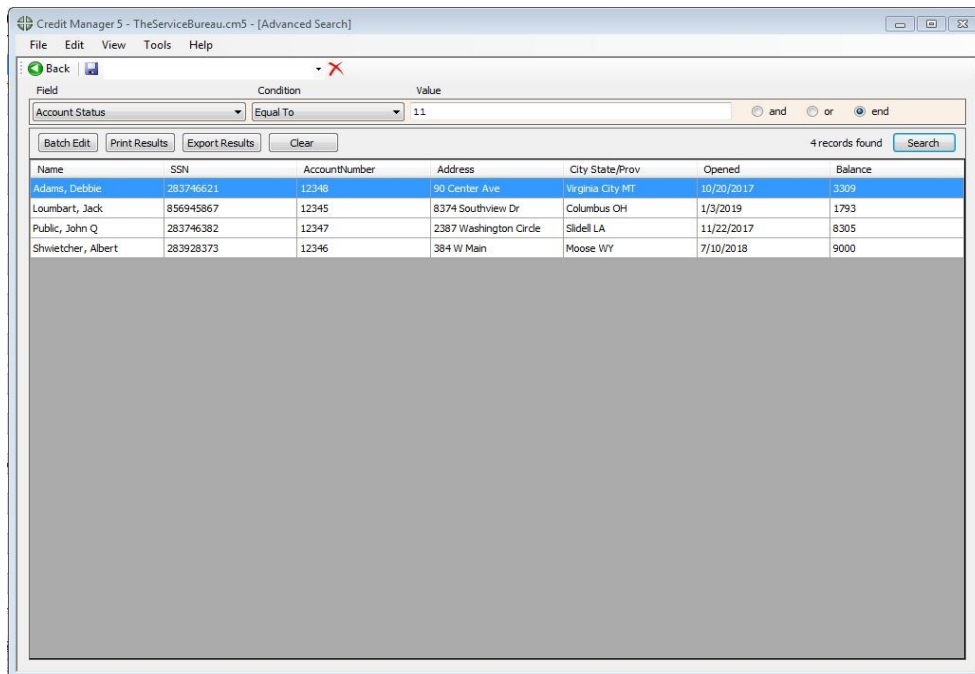 Credit Manager 5 - TheServiceBureau.cm5 - [Advanced Search]
File Edit View Tools Help
Back
Field Condition Value
Account Status Equal To 11 and or end
Batch Edit Print Results Export Results Clear 4 records found Search
Name SSN AccountNumber Address City State/Prov Opened Balance
Adams, Debbie 283746621 12348 90 Center Ave Virginia City MT 10/20/2017 3309
Loumbart, Jack 856945867 12345 8374 Southview Dr Columbus OH 1/3/2019 1793
Public, John Q 283746382 12347 2387 Washington Circle Slidell LA 11/22/2017 8305
Shwietcher, Albert 283928373 12346 384 W Main Moose WY 7/10/2018 9000